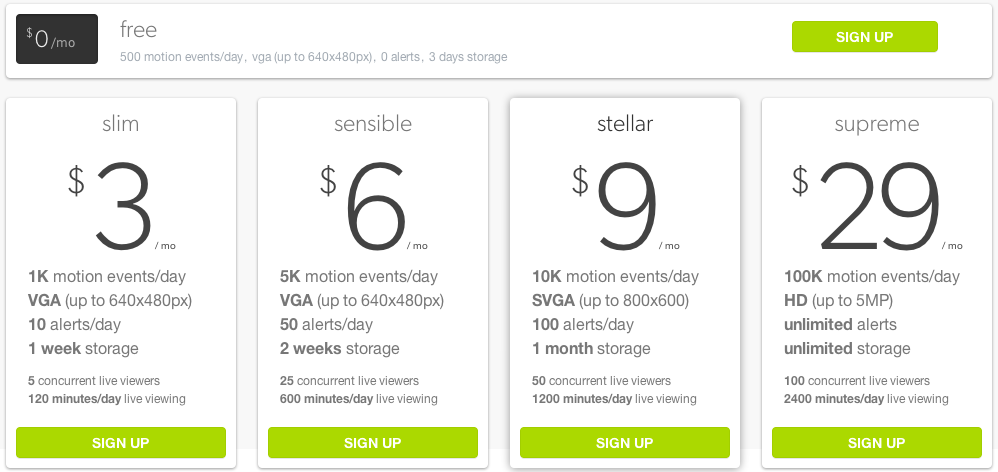 $0/mo
free
500 motion events/day, vga (up to 640x480px), 0 alerts, 3 days storage
SIGN UP
slim
$3/ mo
1K motion events/day
VGA (up to 640x480px)
10 alerts/day
1 week storage
5 concurrent live viewers
120 minutes/day live viewing
SIGN UP
sensible
$6/ mo
5K motion events/day
VGA (up to 640x480px)
50 alerts/day
2 weeks storage
25 concurrent live viewers
600 minutes/day live viewing
SIGN UP
stellar
$9/ mo
10K motion events/day
SVGA (up to 800x600)
100 alerts/day
1 month storage
50 concurrent live viewers
1200 minutes/day live viewing
SIGN UP
supreme
$29/ mo
100K motion events/day
HD (up to 5MP)
unlimited alerts
unlimited storage
100 concurrent live viewers
2400 minutes/day live viewing
SIGN UP